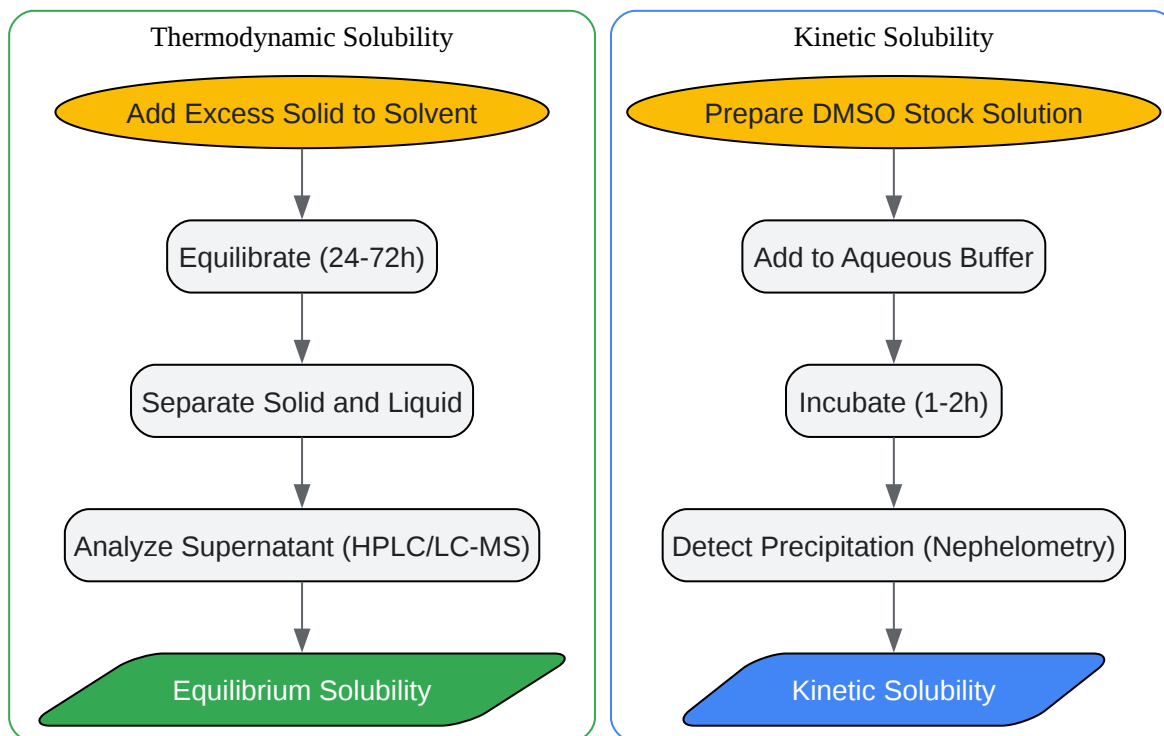 Thermodynamic Solubility
Add Excess Solid to Solvent
Equilibrate (24-72h)
Separate Solid and Liquid
Analyze Supernatant (HPLC/LC-MS)
Equilibrium Solubility
Kinetic Solubility
Prepare DMSO Stock Solution
Add to Aqueous Buffer
Incubate (1-2h)
Detect Precipitation (Nephelometry)
Kinetic Solubility